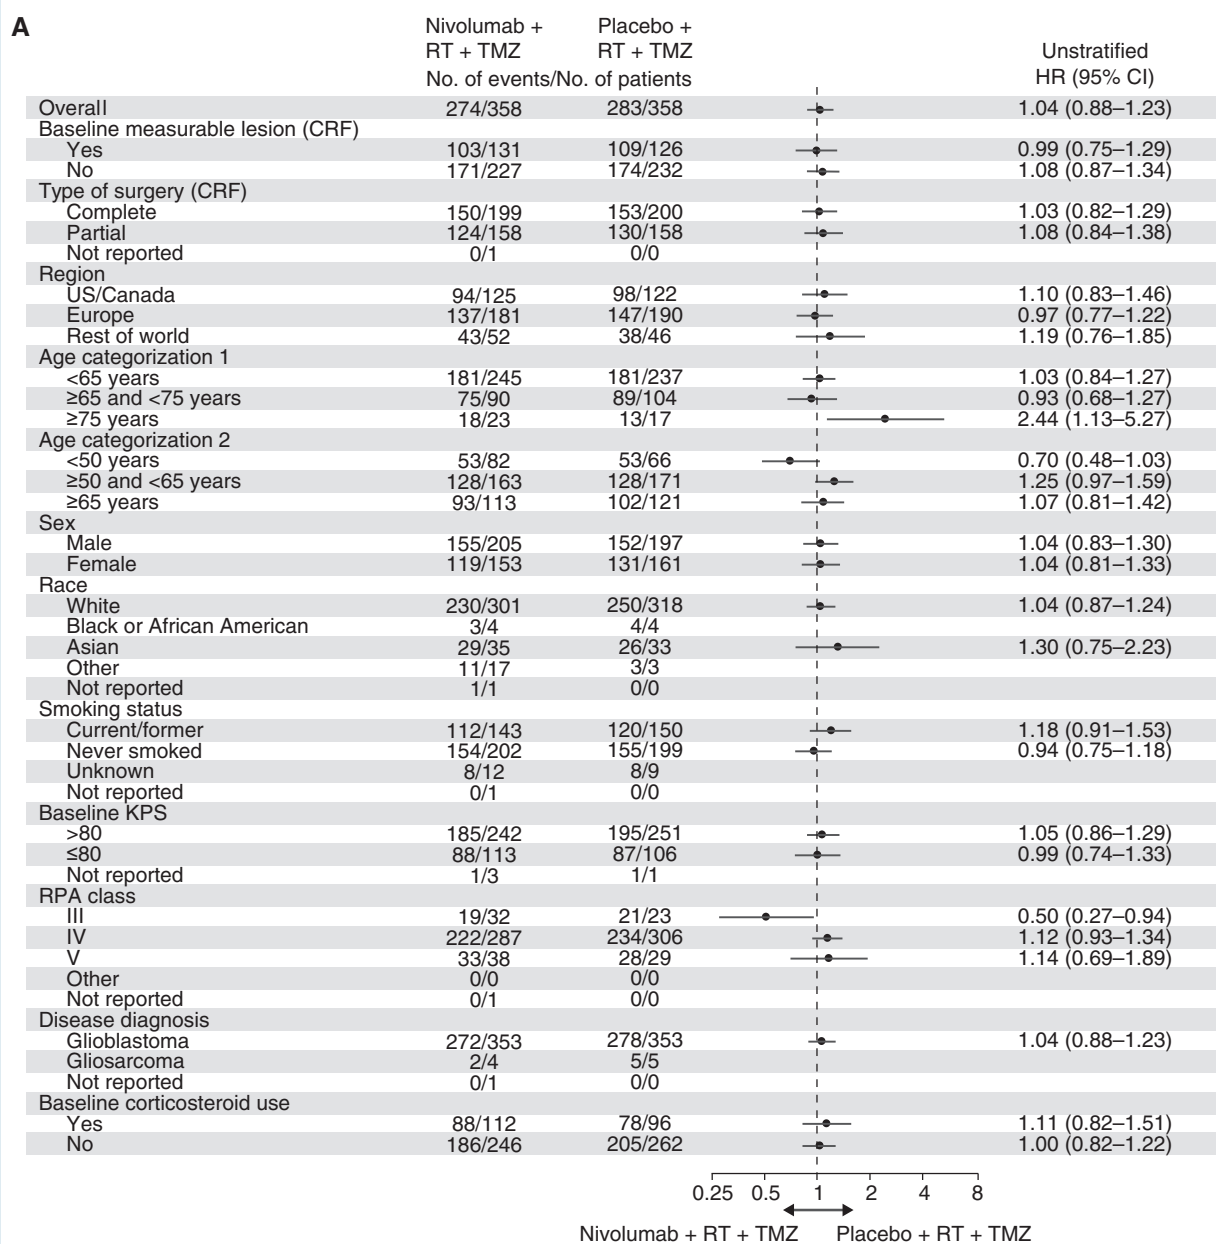 A
Nivolumab + Placebo +
RT + TMZ RT + TMZ Unstratified
No. of events/No. of patients HR (95% CI)
Overall 274/358 283/358 1.04 (0.88–1.23)
Baseline measurable lesion (CRF)
Yes 103/131 109/126 0.99 (0.75–1.29)
No 171/227 174/232 1.08 (0.87–1.34)
Type of surgery (CRF)
Complete 150/199 153/200 1.03 (0.82–1.29)
Partial 124/158 130/158 1.08 (0.84–1.38)
Not reported 0/1 0/0
Region
US/Canada 94/125 98/122 1.10 (0.83–1.46)
Europe 137/181 147/190 0.97 (0.77–1.22)
Rest of world 43/52 38/46 1.19 (0.76–1.85)
Age categorization 1
<65 years 181/245 181/237 1.03 (0.84–1.27)
≥65 and <75 years 75/90 89/104 0.93 (0.68–1.27)
≥75 years 18/23 13/17 2.44 (1.13–5.27)
Age categorization 2
<50 years 53/82 53/66 0.70 (0.48–1.03)
≥50 and <65 years 128/163 128/171 1.25 (0.97–1.59)
≥65 years 93/113 102/121 1.07 (0.81–1.42)
Sex
Male 155/205 152/197 1.04 (0.83–1.30)
Female 119/153 131/161 1.04 (0.81–1.33)
Race
White 230/301 250/318 1.04 (0.87–1.24)
Black or African American 3/4 4/4
Asian 29/35 26/33 1.30 (0.75–2.23)
Other 11/17 3/3
Not reported 1/1 0/0
Smoking status
Current/former 112/143 120/150 1.18 (0.91–1.53)
Never smoked 154/202 155/199 0.94 (0.75–1.18)
Unknown 8/12 8/9
Not reported 0/1 0/0
Baseline KPS
>80 185/242 195/251 1.05 (0.86–1.29)
≤80 88/113 87/106 0.99 (0.74–1.33)
Not reported 1/3 1/1
RPA class
III 19/32 21/23 0.50 (0.27–0.94)
IV 222/287 234/306 1.12 (0.93–1.34)
V 33/38 28/29 1.14 (0.69–1.89)
Other 0/0 0/0
Not reported 0/1 0/0
Disease diagnosis
Glioblastoma 272/353 278/353 1.04 (0.88–1.23)
Gliosarcoma 2/4 5/5
Not reported 0/1 0/0
Baseline corticosteroid use
Yes 88/112 78/96 1.11 (0.82–1.51)
No 186/246 205/262 1.00 (0.82–1.22)
0.25 0.5 1 2 4 8
Nivolumab + RT + TMZ Placebo + RT + TMZ